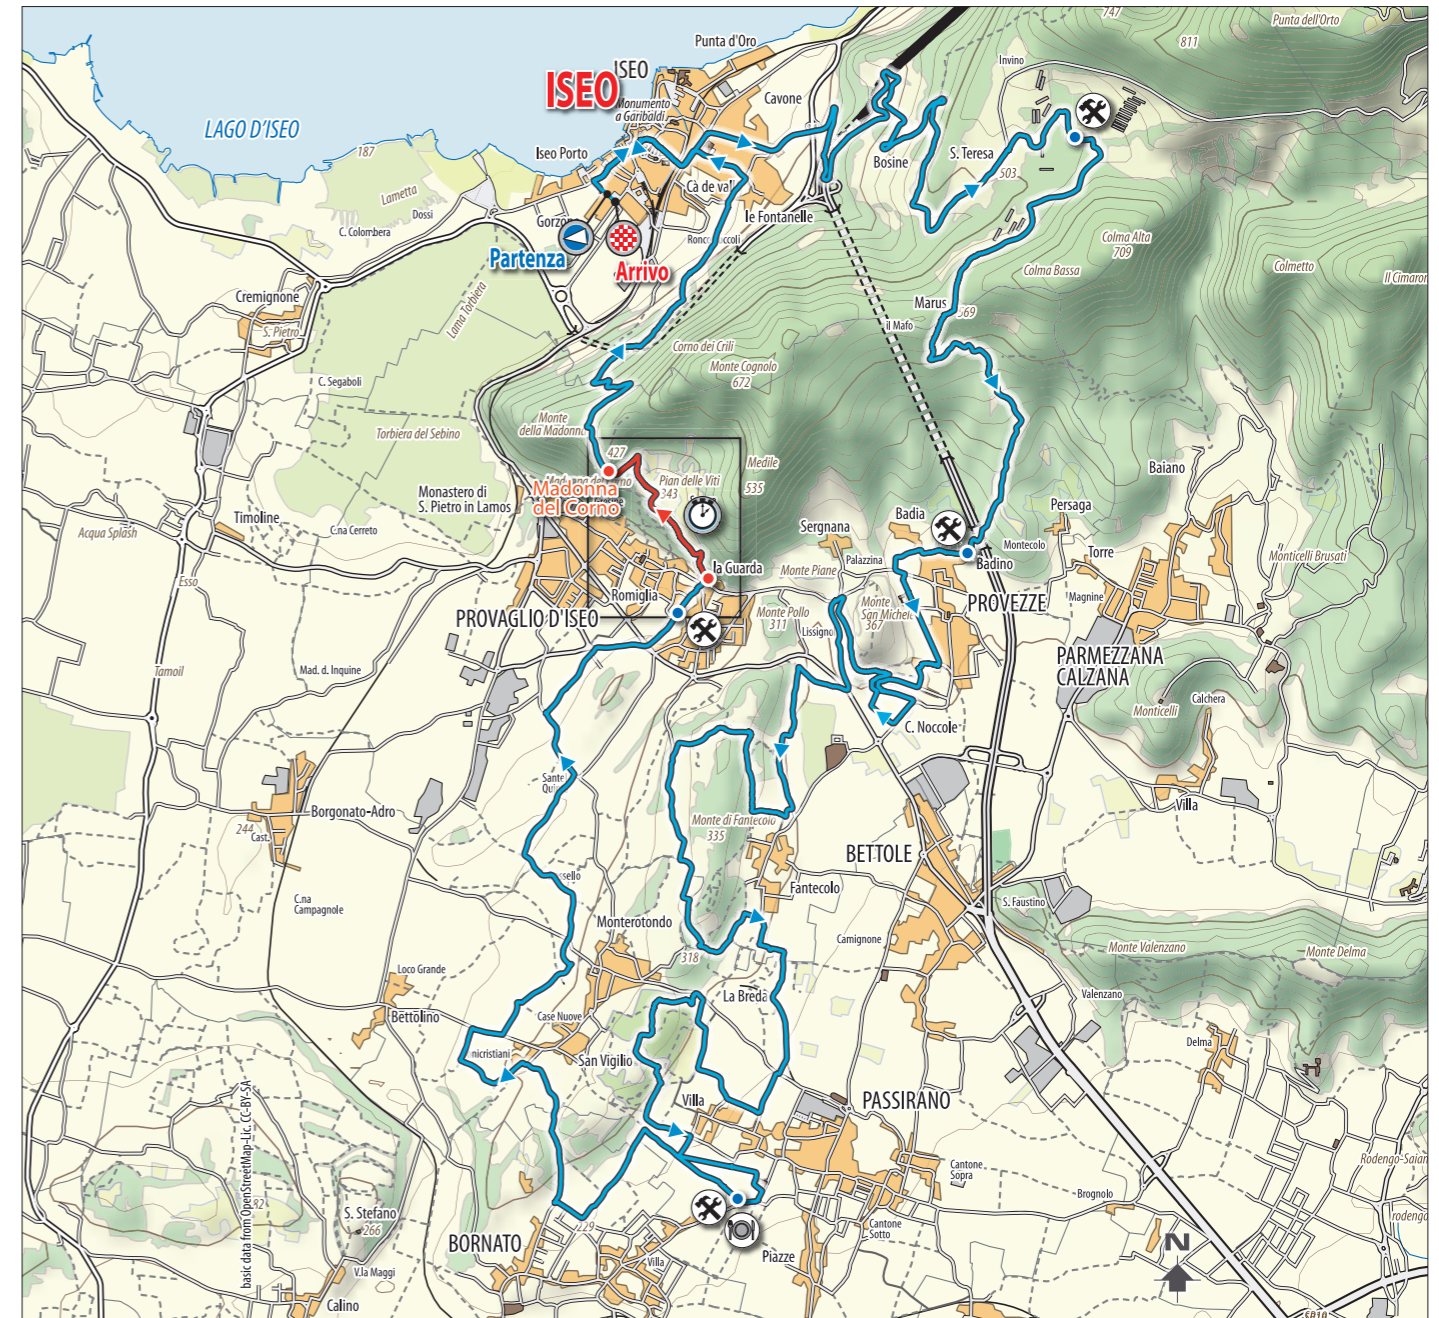 747
Punta dell'Orto
811
Punta d'Oro
Invino
ISEO
ISEO
Cavone
Monumento
a Garibaldi
LAGO D'ISEO
187
Iseo Porto
Bosine
S. Teresa
503
Lametta
Dossi
Cà de val
C. Colombera
le Fontanelle
Gorzon
Partenza
Arrivo
Colma Alta
709
Colma Bassa
Colmetto
Il Cimaron
Cremignone
S. Pietro
Lama Torbiera
Marus
569
il Mafo
Corno dei Crili
Monte Cognolo
672
C. Segaboli
Monte
della Madonna
Torbiera del Sebino
427
Medile
535
Pian delle Viti
343
Madonna
del Corno
Monastero di
S. Pietro in Lamos
Baiano
Timoline
C.na Cerreto
Acqua Splash
Sergnana
Badia
Persaga
Montecolo
Torre
Monticelli Brusati
Palazzina
Badino
la Guarda
Monte Piane
Esso
Romiglia
PROVAGLIO D'ISEO
Monte Pollo
311
Lissigno
Monte
San Michele
367
PROVEZZE
Magnine
PARMEZZANA
CALZANA
Tamoil
Mad. d. Inquine
Calchera
Monticelli
C. Noccole
Sante
Borgonato-Adro
244
Cast.
Monte di Fantecolo
335
Villa
BETTOLE
Fantecolo
C.na
Campagnole
S. Faustino
Monterotondo
Camignone
Monte Valenzano
Monte Delma
318
Loco Grande
La Breda
Valenzano
Bettolino
Case Nuove
Delma
nicristiani
San Vigilio
Villa
PASSIRANO
Cantone
Sopra
Rodengo-Saian
Brognolo
S. Stefano
266
229
Cantone
Sotto
rodengo
BORNATO
Piazze
N
Villa
V.la Maggi
Calino
SP19
basic data from OpenStreetMap-Lic. CC-BY-SA